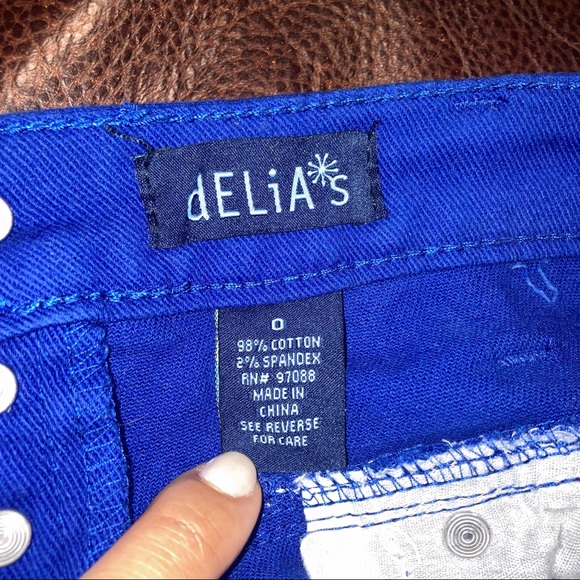 dELiA*s
0
98% COTTON
2% SPANDEX
RN# 97088
MADE IN
CHINA
SEE REVERSE
FOR CARE